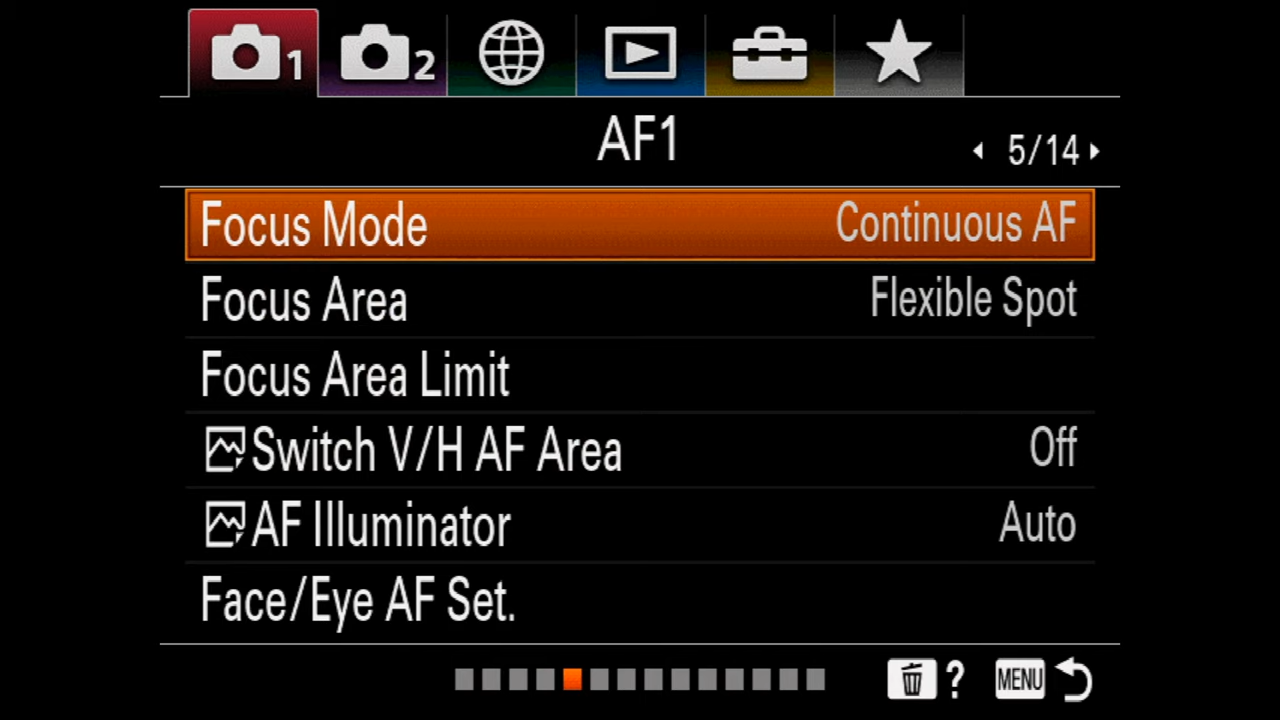 1 2
AF1
5/14
Focus Mode Continuous AF
Focus Area Flexible Spot
Focus Area Limit
Switch V/H AF Area Off
AF Illuminator Auto
Face/Eye AF Set.
? MENU